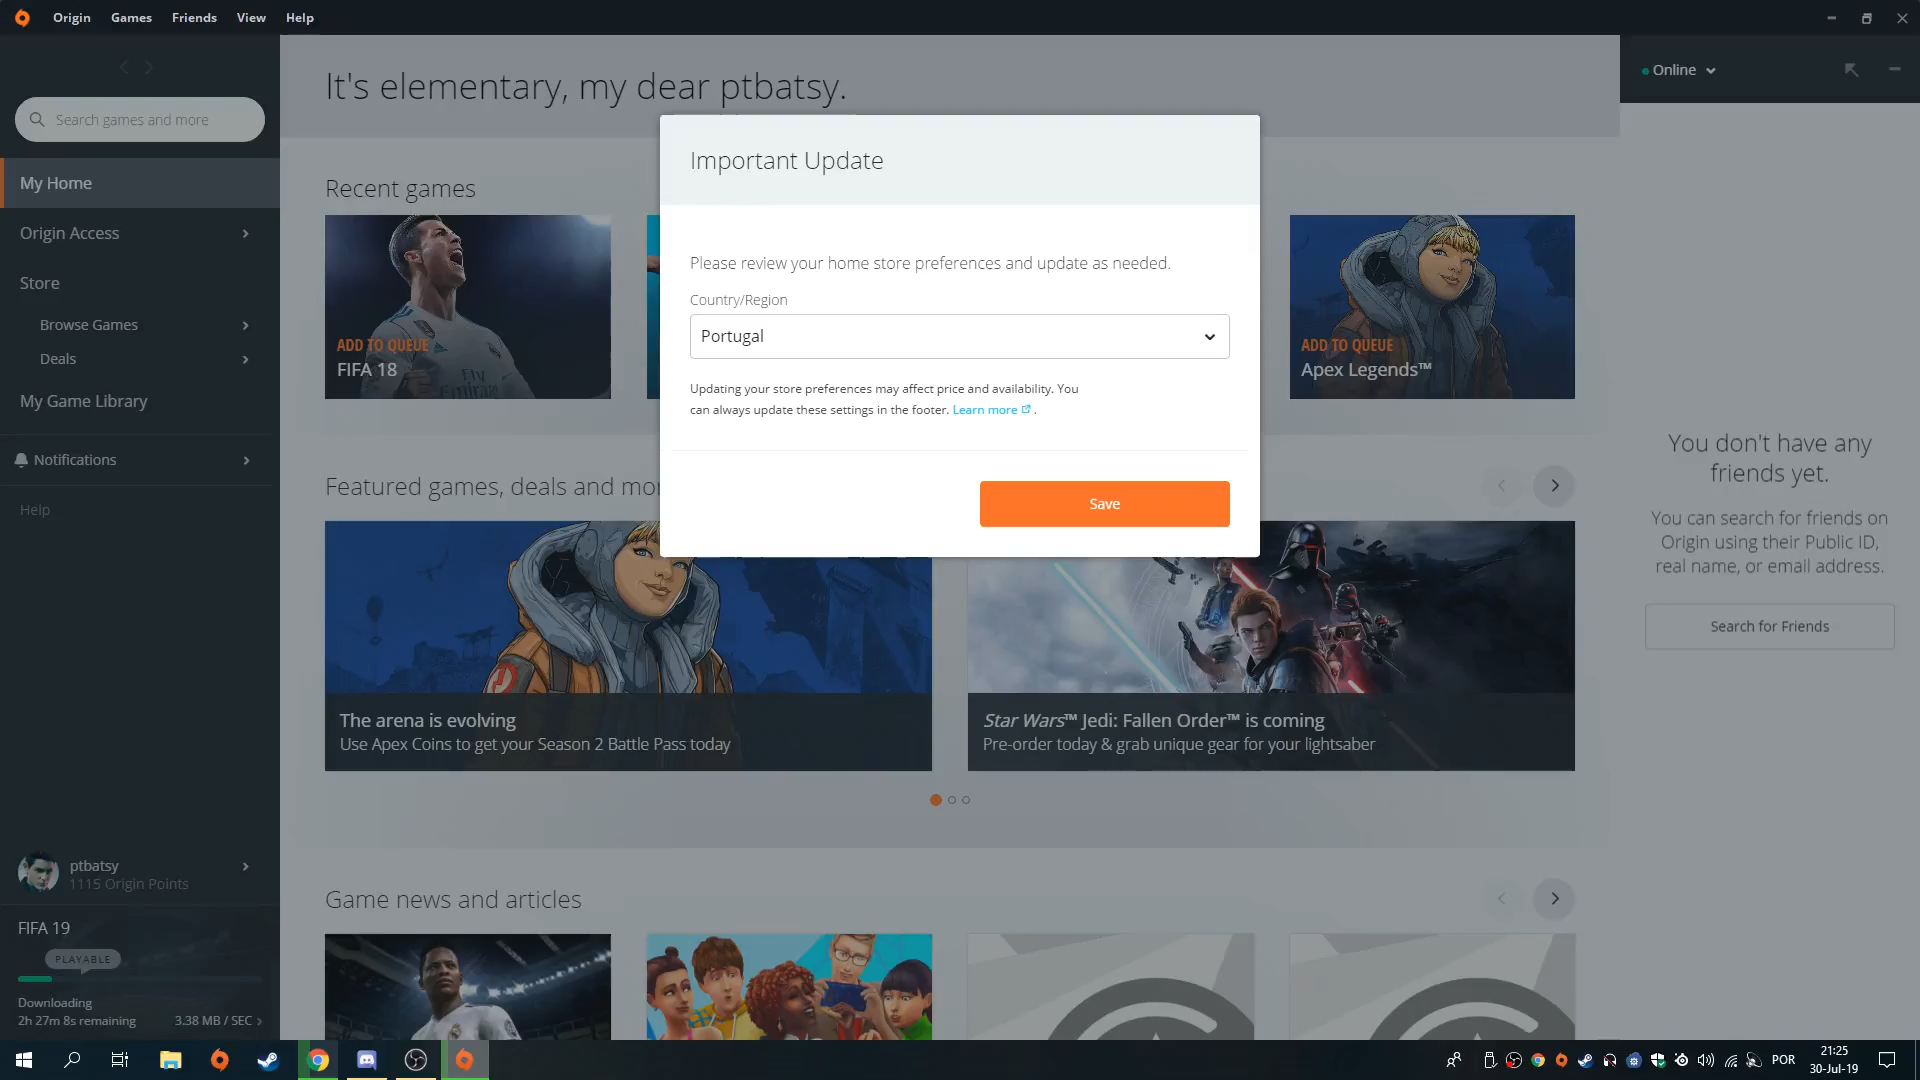 Origin
Games
Friends
View
Help
Search games and more
My Home
Origin Access
Store
Browse Games
Deals
My Game Library
Notifications
Help
ptbatsy
1115 Origin Points
FIFA 19
PLAYABLE
Downloading
2h 27m 8s remaining
3.38 MB / SEC
It's elementary, my dear ptbatsy.
Recent games
ADD TO QUEUE
FIFA 18
Fly
Emirates
ADD TO QUEUE
Apex Legends™
Important Update
Please review your home store preferences and update as needed.
Country/Region
Portugal
Updating your store preferences may affect price and availability. You
can always update these settings in the footer. Learn more .
Save
Featured games, deals and mor
The arena is evolving
Use Apex Coins to get your Season 2 Battle Pass today
Star Wars™ Jedi: Fallen Order™ is coming
Pre-order today & grab unique gear for your lightsaber
Game news and articles
Online
You don't have any
friends yet.
You can search for friends on
Origin using their Public ID,
real name, or email address.
Search for Friends
POR
21:25
30-Jul-19